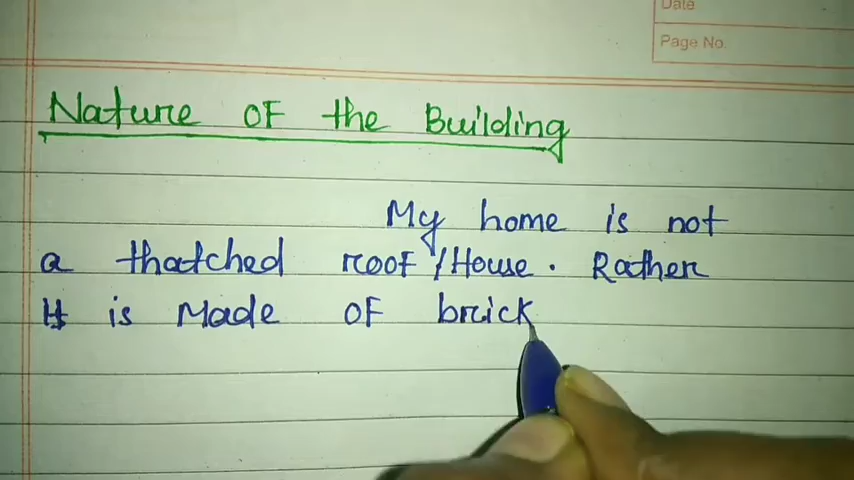 Date
Page No.
Nature OF the Building
My home is not
a thatched roof/House. Rather
It is Made OF brick